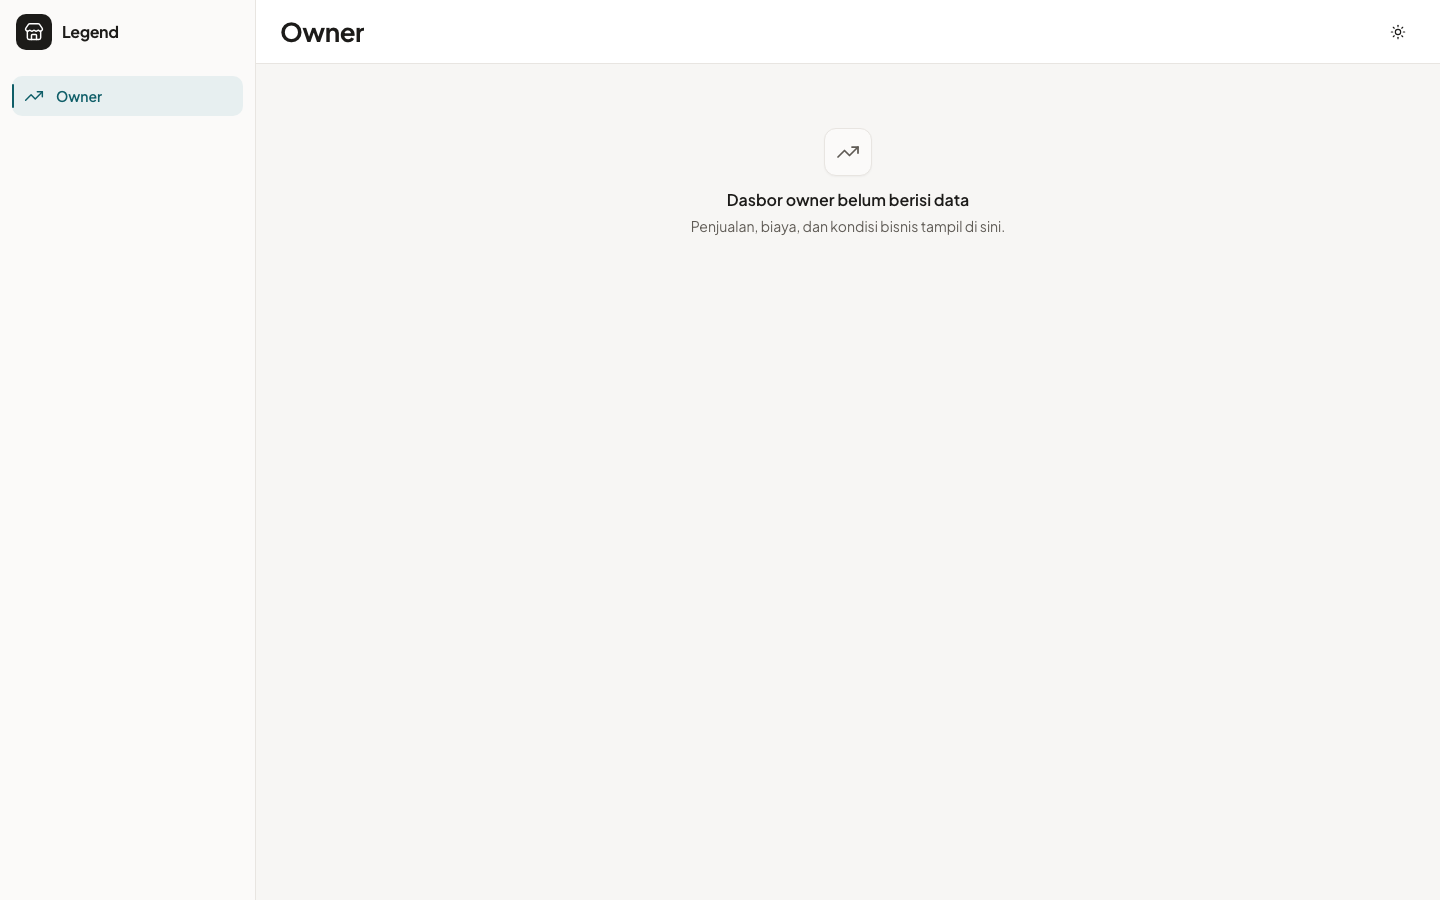 Legend
Owner
Owner
Dasbor owner belum berisi data
Penjualan, biaya, dan kondisi bisnis tampil di sini.